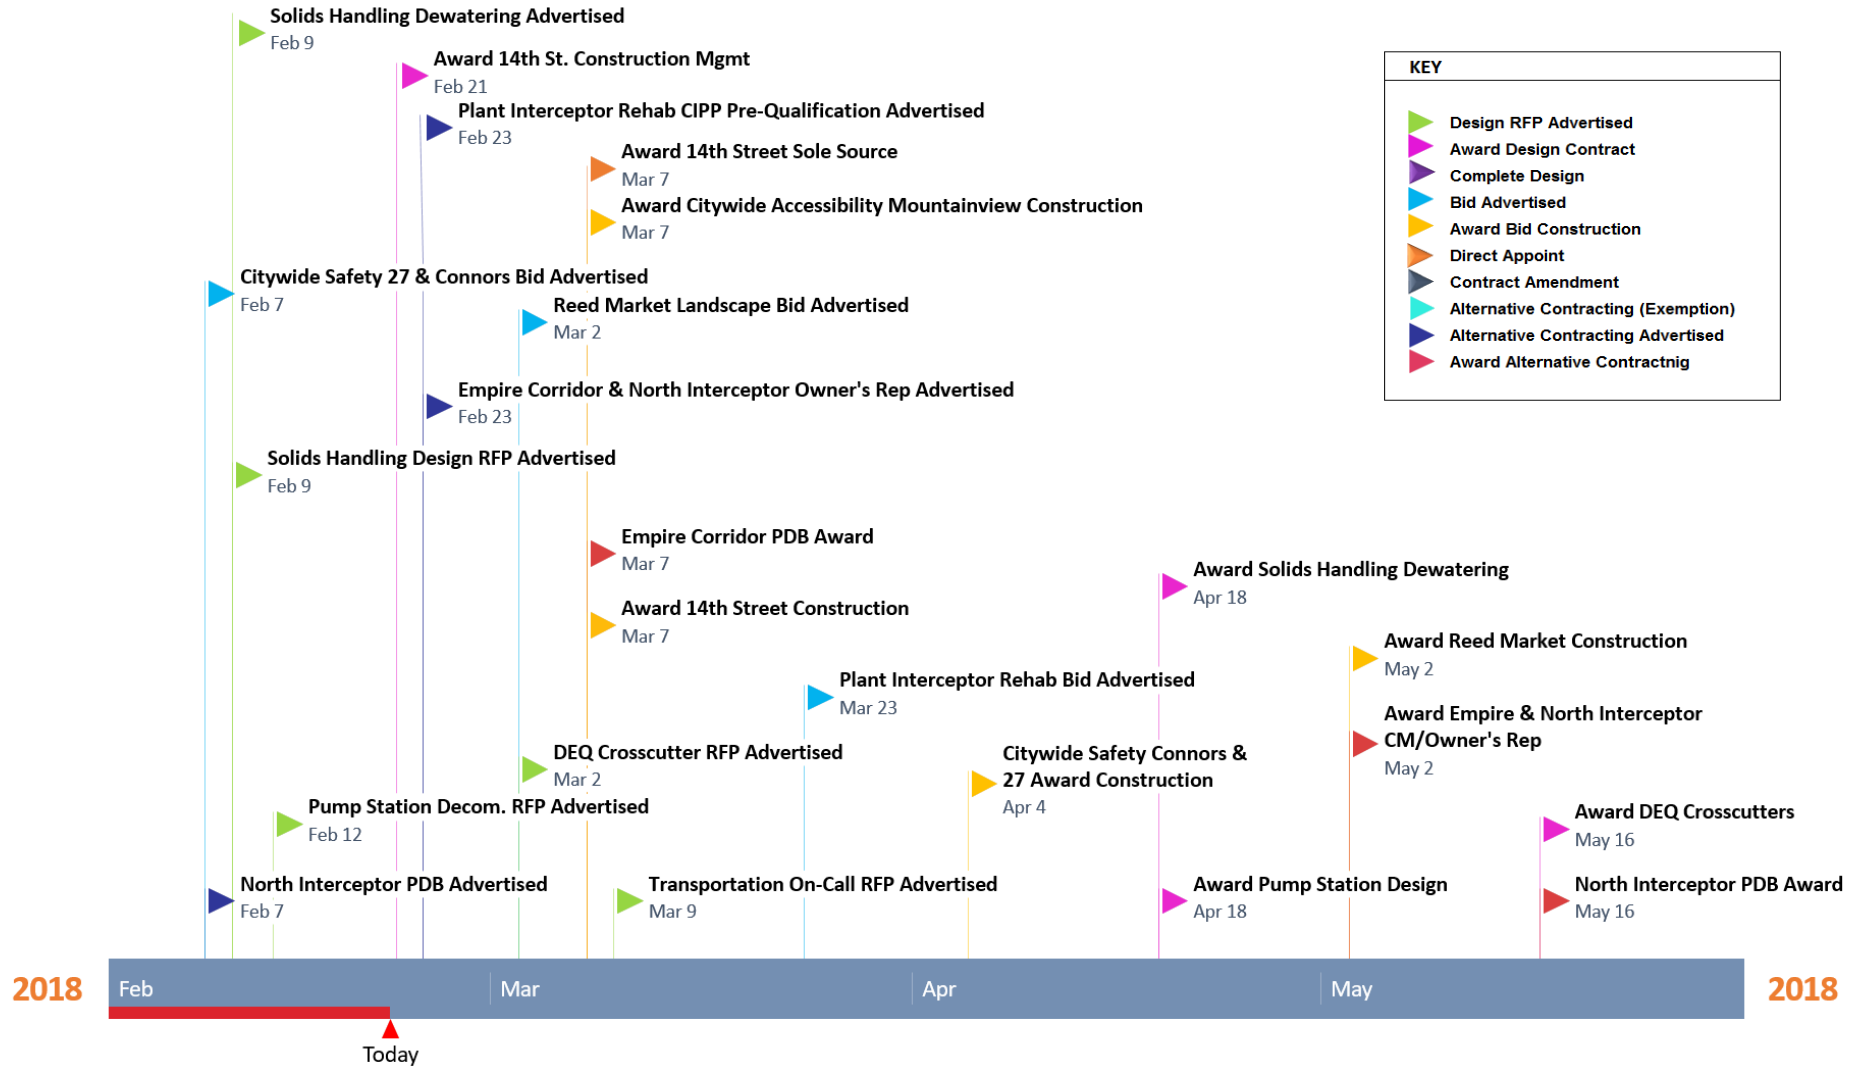 Solids Handling Dewatering Advertised
Feb 9
Award 14th St. Construction Mgmt
Feb 21
Plant Interceptor Rehab CIPP Pre-Qualification Advertised
Feb 23
Award 14th Street Sole Source
Mar 7
Award Citywide Accessibility Mountainview Construction
Mar 7
Citywide Safety 27 & Connors Bid Advertised
Feb 7
Reed Market Landscape Bid Advertised
Mar 2
Empire Corridor & North Interceptor Owner's Rep Advertised
Feb 23
Solids Handling Design RFP Advertised
Feb 9
Empire Corridor PDB Award
Mar 7
Award Solids Handling Dewatering
Apr 18
Award 14th Street Construction
Mar 7
Award Reed Market Construction
May 2
Plant Interceptor Rehab Bid Advertised
Mar 23
Award Empire & North Interceptor
CM/Owner's Rep
May 2
DEQ Crosscutter RFP Advertised
Mar 2
Citywide Safety Connors &
27 Award Construction
Apr 4
Pump Station Decom. RFP Advertised
Feb 12
Award DEQ Crosscutters
May 16
North Interceptor PDB Advertised
Feb 7
Transportation On-Call RFP Advertised
Mar 9
Award Pump Station Design
Apr 18
North Interceptor PDB Award
May 16
KEY
Design RFP Advertised
Award Design Contract
Complete Design
Bid Advertised
Award Bid Construction
Direct Appoint
Contract Amendment
Alternative Contracting (Exemption)
Alternative Contracting Advertised
Award Alternative Contractnig
2018
Feb
Mar
Apr
May
2018
Today